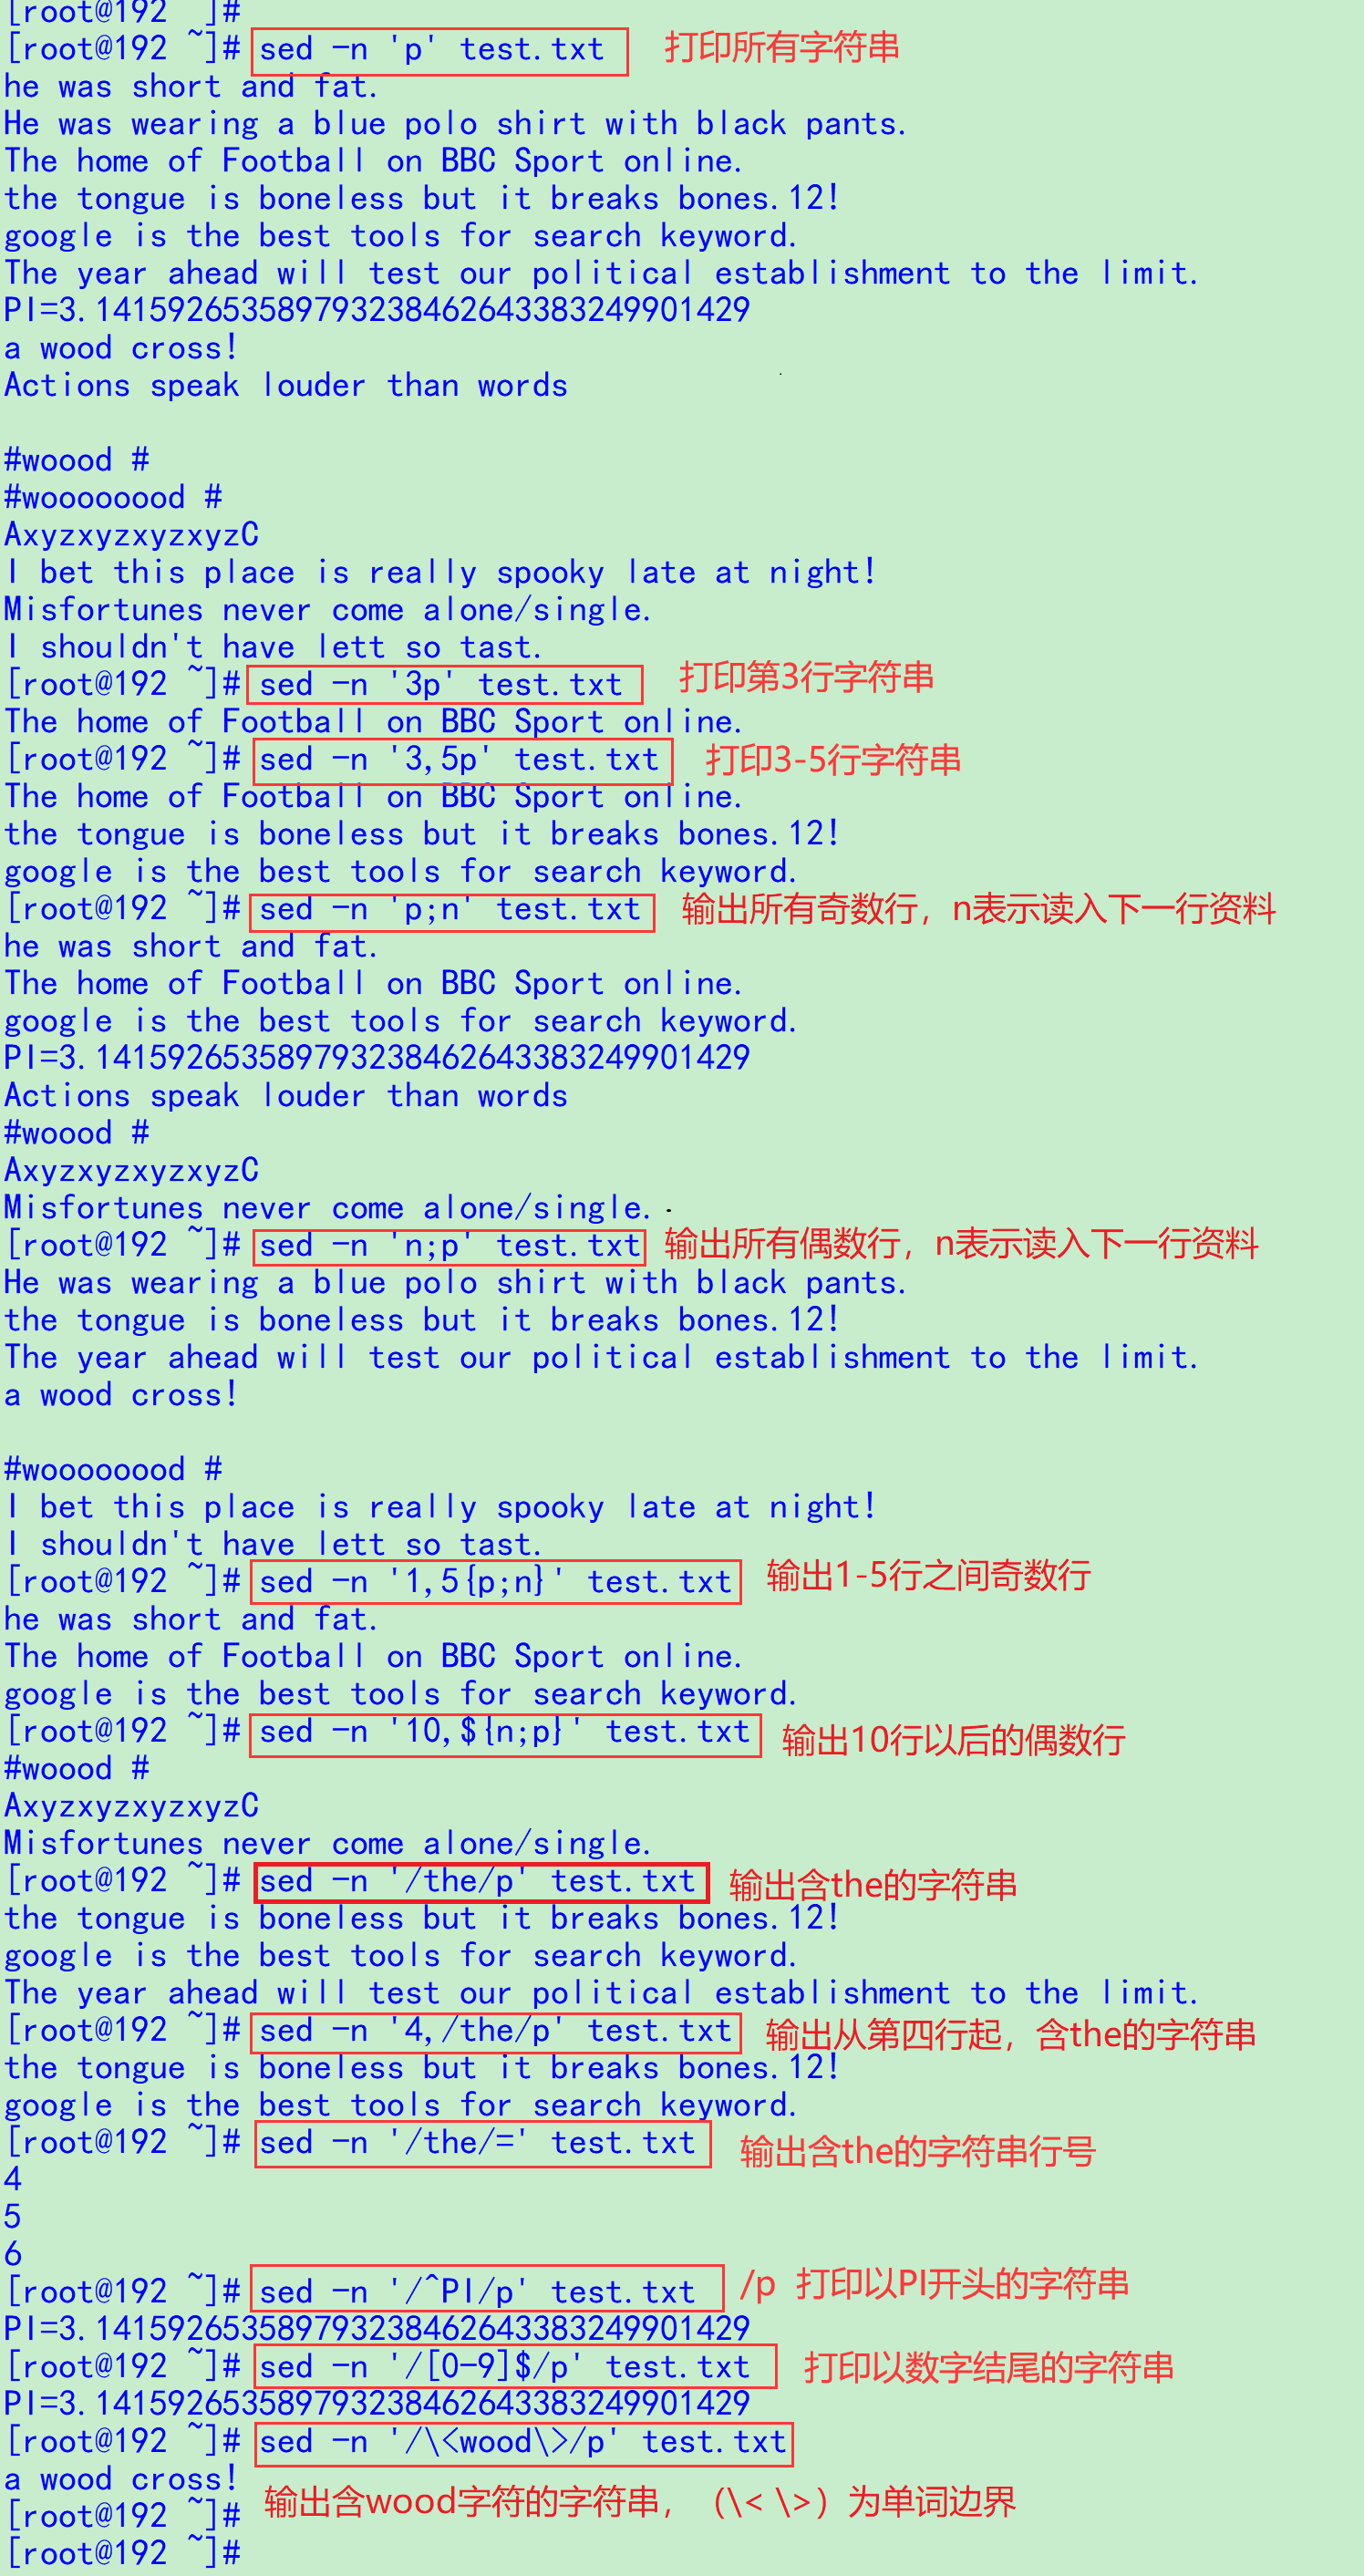 [root@192 ~]#
[root@192 ~]# sed -n 'p' test.txt 打印所有字符串
he was short and fat.
He was wearing a blue polo shirt with black pants.
The home of Football on BBC Sport online.
the tongue is boneless but it breaks bones.12!
google is the best tools for search keyword.
The year ahead will test our political establishment to the limit.
PI=3.141592653589793238462643383249901429
a wood cross!
Actions speak louder than words
#woood #
#woooooood #
AxyzxyzxyzxyzC
I bet this place is really spooky late at night!
Misfortunes never come alone/single.
I shouldn't have lett so tast.
[root@192 ~]# sed -n '3p' test.txt 打印第3行字符串
The home of Football on BBC Sport online.
[root@192 ~]# sed -n '3,5p' test.txt 打印3-5行字符串
The home of Football on BBC Sport online.
the tongue is boneless but it breaks bones.12!
google is the best tools for search keyword.
[root@192 ~]# sed -n 'p;n' test.txt 输出所有奇数行，n表示读入下一行资料
he was short and fat.
The home of Football on BBC Sport online.
google is the best tools for search keyword.
PI=3.141592653589793238462643383249901429
Actions speak louder than words
#woood #
AxyzxyzxyzxyzC
Misfortunes never come alone/single.
[root@192 ~]# sed -n 'n;p' test.txt 输出所有偶数行，n表示读入下一行资料
He was wearing a blue polo shirt with black pants.
the tongue is boneless but it breaks bones.12!
The year ahead will test our political establishment to the limit.
a wood cross!
#woooooood #
I bet this place is really spooky late at night!
I shouldn't have lett so tast.
[root@192 ~]# sed -n '1,5{p;n}' test.txt 输出1-5行之间奇数行
he was short and fat.
The home of Football on BBC Sport online.
google is the best tools for search keyword.
[root@192 ~]# sed -n '10,${n;p}' test.txt 输出10行以后的偶数行
#woood #
AxyzxyzxyzxyzC
Misfortunes never come alone/single.
[root@192 ~]# sed -n '/the/p' test.txt 输出含the的字符串
the tongue is boneless but it breaks bones.12!
google is the best tools for search keyword.
The year ahead will test our political establishment to the limit.
[root@192 ~]# sed -n '4,/the/p' test.txt 输出从第四行起，含the的字符串
the tongue is boneless but it breaks bones.12!
google is the best tools for search keyword.
[root@192 ~]# sed -n '/the/=' test.txt 输出含the的字符串行号
4
5
6
[root@192 ~]# sed -n '/^PI/p' test.txt /p 打印以PI开头的字符串
PI=3.141592653589793238462643383249901429
[root@192 ~]# sed -n '/[0-9]$/p' test.txt 打印以数字结尾的字符串
PI=3.141592653589793238462643383249901429
[root@192 ~]# sed -n '/\<wood\>/p' test.txt
a wood cross!
输出含wood字符的字符串，（\< \>）为单词边界
[root@192 ~]#
[root@192 ~]#